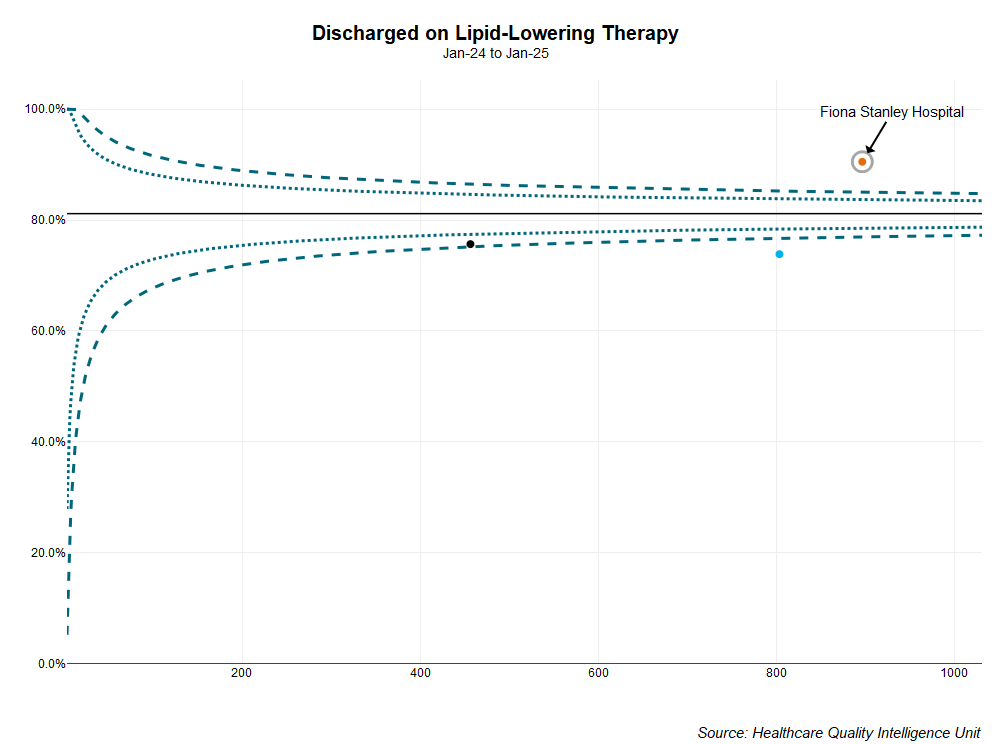 Discharged on Lipid-Lowering Therapy
Jan-24 to Jan-25
100.0%
Fiona Stanley Hospital
80.0%
60.0%
40.0%
20.0%
0.0%
200 400 600 800 1000
Source: Healthcare Quality Intelligence Unit